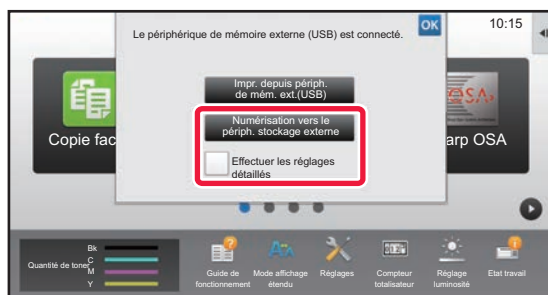 Le périphérique de mémoire externe (USB) est connecté.
OK
10:15
Impr. depuis périph.
de mém. ext.(USB)
Numérisation vers le
périph. stockage externe
Effectuer les réglages
détaillés
Copie fac
arp OSA
Quantité de toner
Bk
C
M
Y
Guide de
fonctionnement
Mode affichage
étendu
Réglages
Compteur
totalisateur
Réglage
luminosité
Etat travail